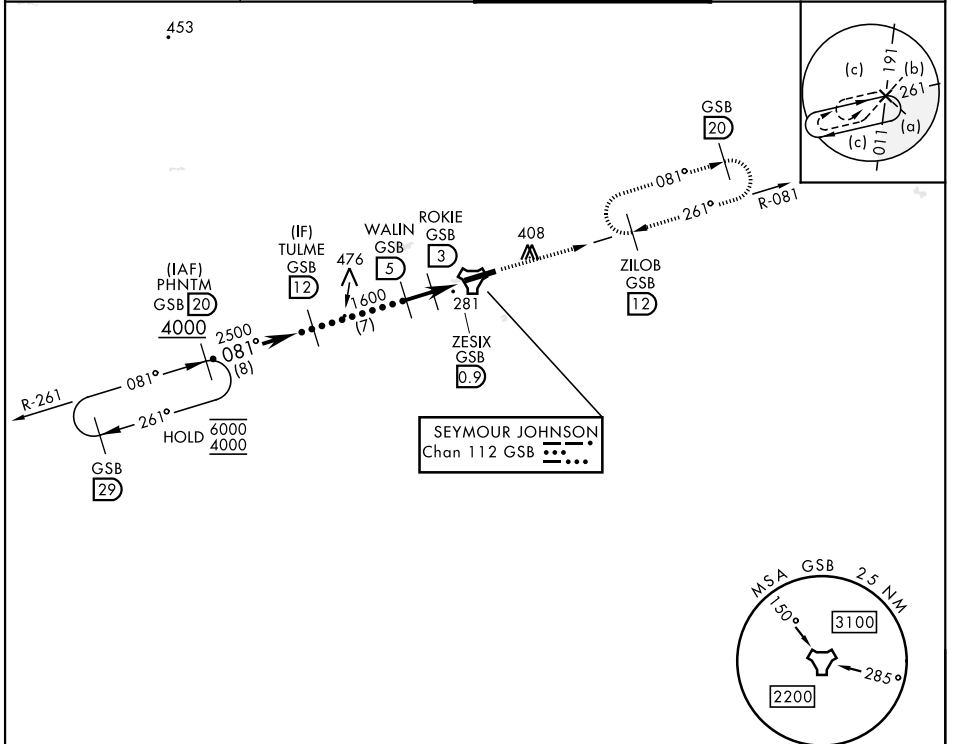 453
(c)
161
(b)
261
(a)
(c)
011
GSB
20
081°
261°
R-081
ZILOB
GSB
12
408
ROKIE
GSB
3
WALIN
GSB
5
476
(IF)
TULME
GSB
12
1600
(7)
281
ZESIX
GSB
0.9
(IAF)
PHNTM
GSB 20
4000
2500
081°
(8)
081°
R-261
261°
HOLD 6000
4000
GSB
29
SEYMOUR JOHNSON
Chan 112 GSB
MSA GSB 25 NM
150°
3100
285°
2200